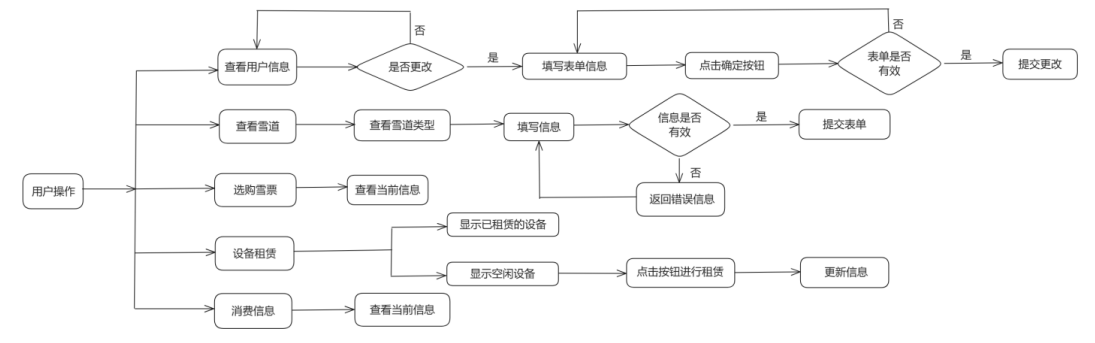 否
否
查看用户信息
是否更改
是
填写表单信息
点击确定按钮
表单是否
有效
是
提交更改
查看雪道
查看雪道类型
填写信息
信息是否
有效
是
提交表单
否
用户操作
选购雪票
查看当前信息
返回错误信息
显示已租赁的设备
设备租赁
显示空闲设备
点击按钮进行租赁
更新信息
消费信息
查看当前信息